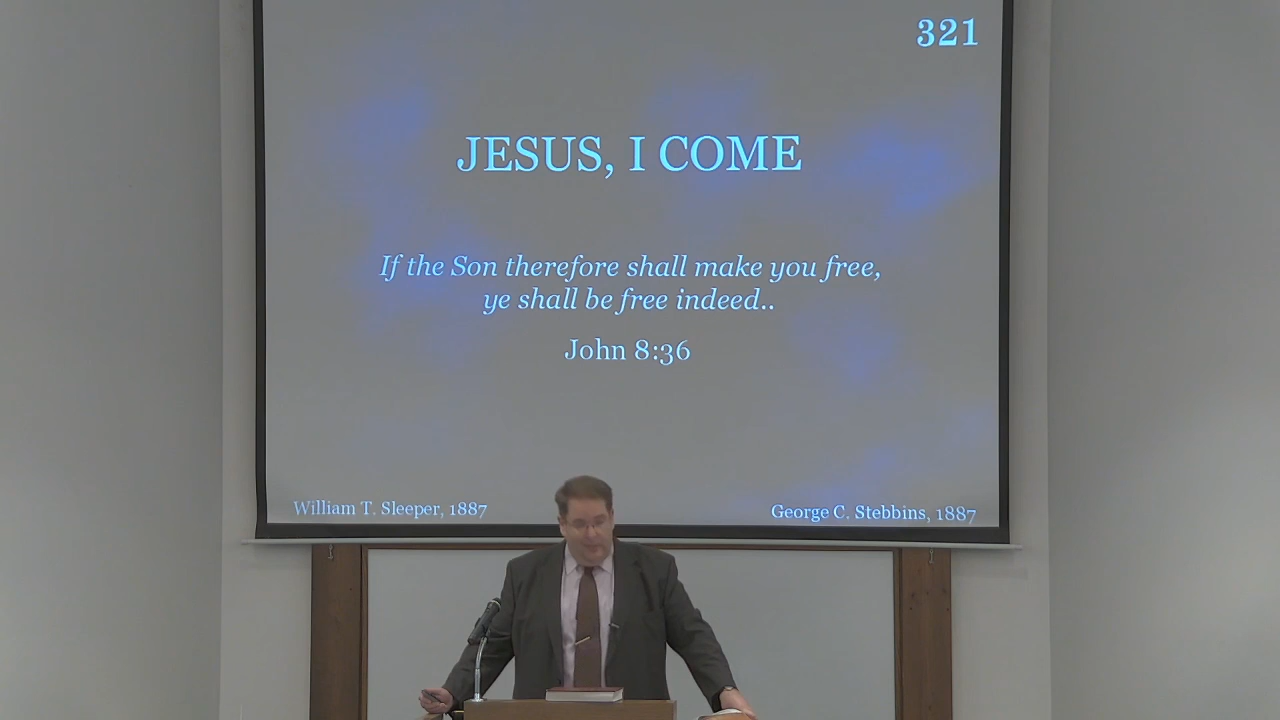 321
JESUS, I COME
If the Son therefore shall make you free,
ye shall be free indeed..
John 8:36
William T. Sleeper, 1887
George C. Stebbins, 1887